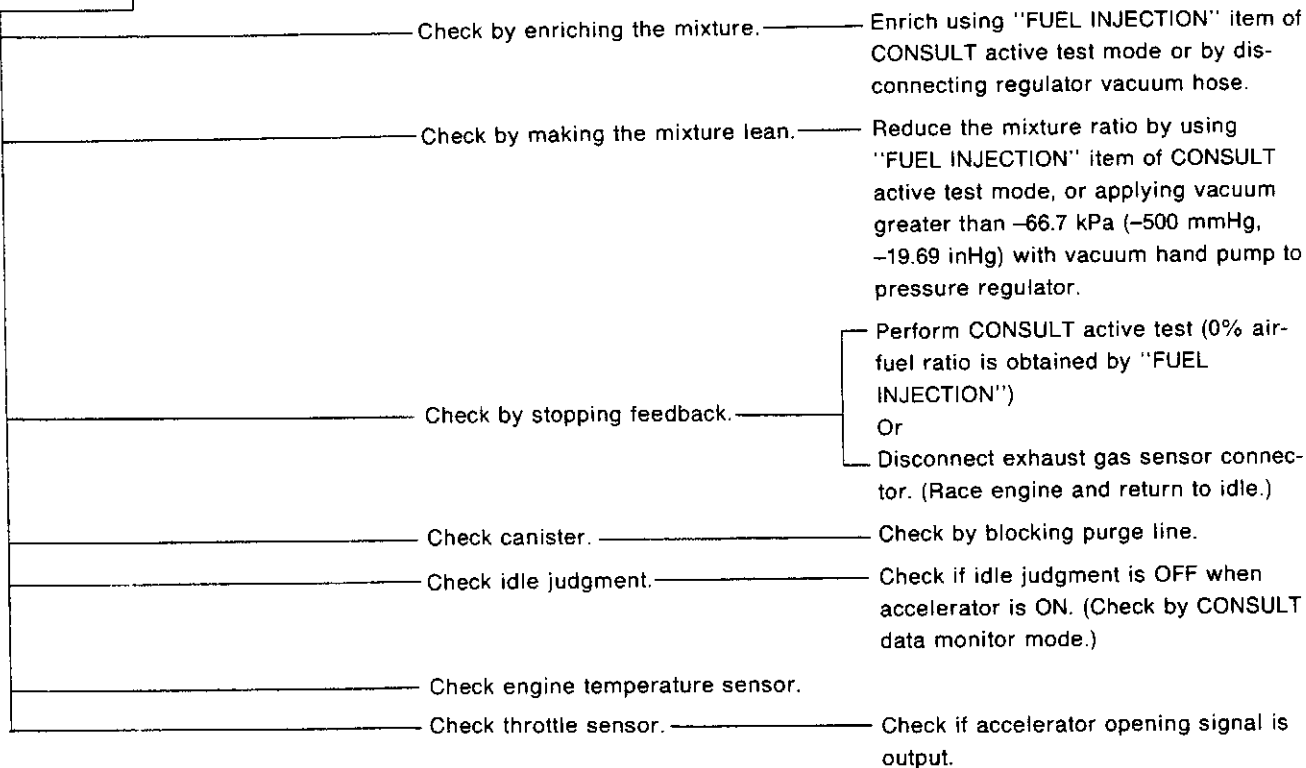 Check by enriching the mixture.
Enrich using "FUEL INJECTION" item of
CONSULT active test mode or by dis-
connecting regulator vacuum hose.
Check by making the mixture lean.
Reduce the mixture ratio by using
"FUEL INJECTION" item of CONSULT
active test mode, or applying vacuum
greater than –66.7 kPa (–500 mmHg,
–19.69 inHg) with vacuum hand pump to
pressure regulator.
Check by stopping feedback.
Perform CONSULT active test (0% air-
fuel ratio is obtained by "FUEL
INJECTION")
Or
Disconnect exhaust gas sensor connec-
tor. (Race engine and return to idle.)
Check canister.
Check by blocking purge line.
Check idle judgment.
Check if idle judgment is OFF when
accelerator is ON. (Check by CONSULT
data monitor mode.)
Check engine temperature sensor.
Check throttle sensor.
Check if accelerator opening signal is
output.